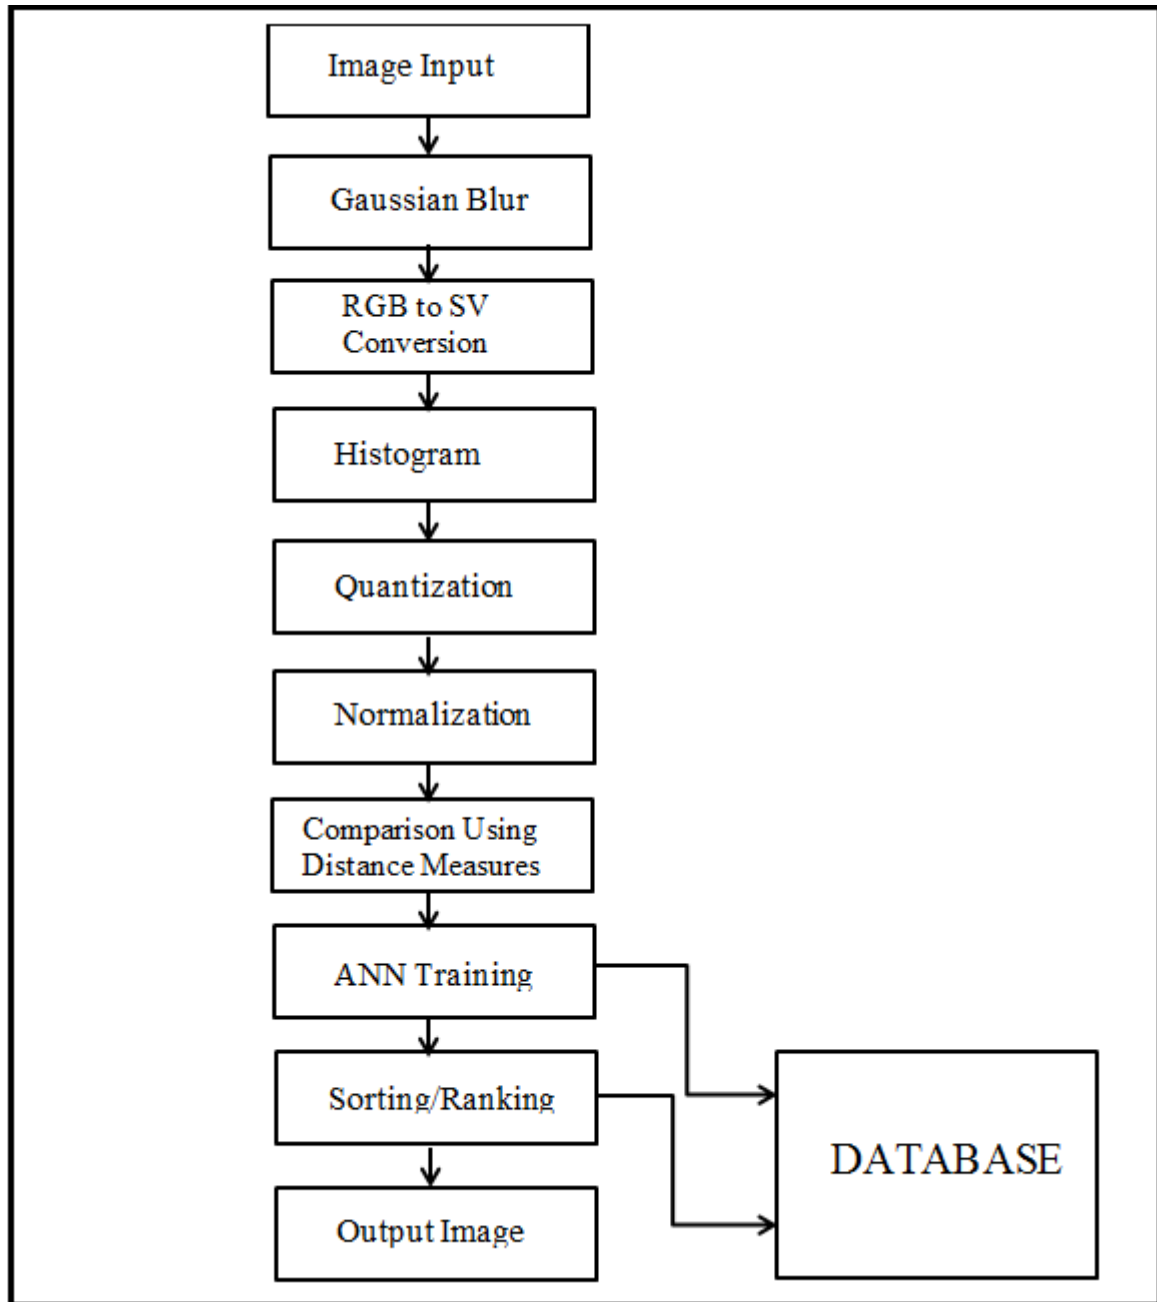 Image Input
Gaussian Blur
RGB to SV
Conversion
Histogram
Quantization
Normalization
Comparison Using
Distance Measures
ANN Training
Sorting/Ranking
DATABASE
Output Image